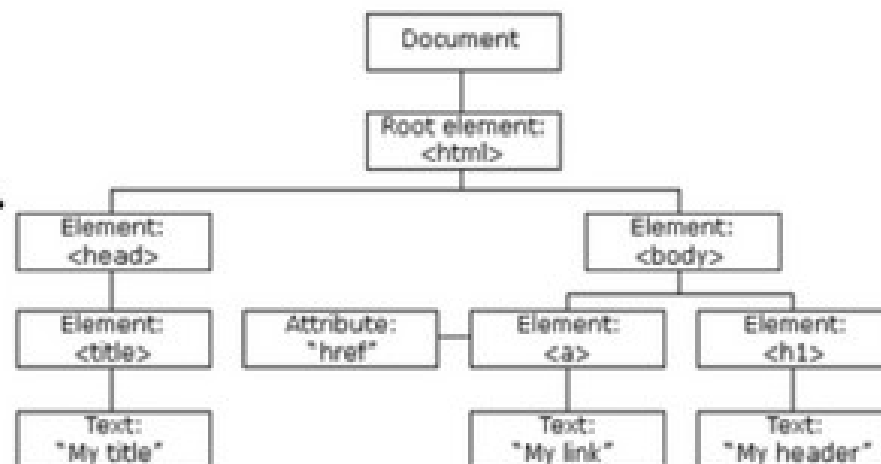 Document
Root element:
<html>
Element:
<head>
Element:
<body>
Element:
<title>
Attribute:
"href"
Element:
<a>
Element:
<h1>
Text:
"My title"
Text:
"My link"
Text:
"My header"